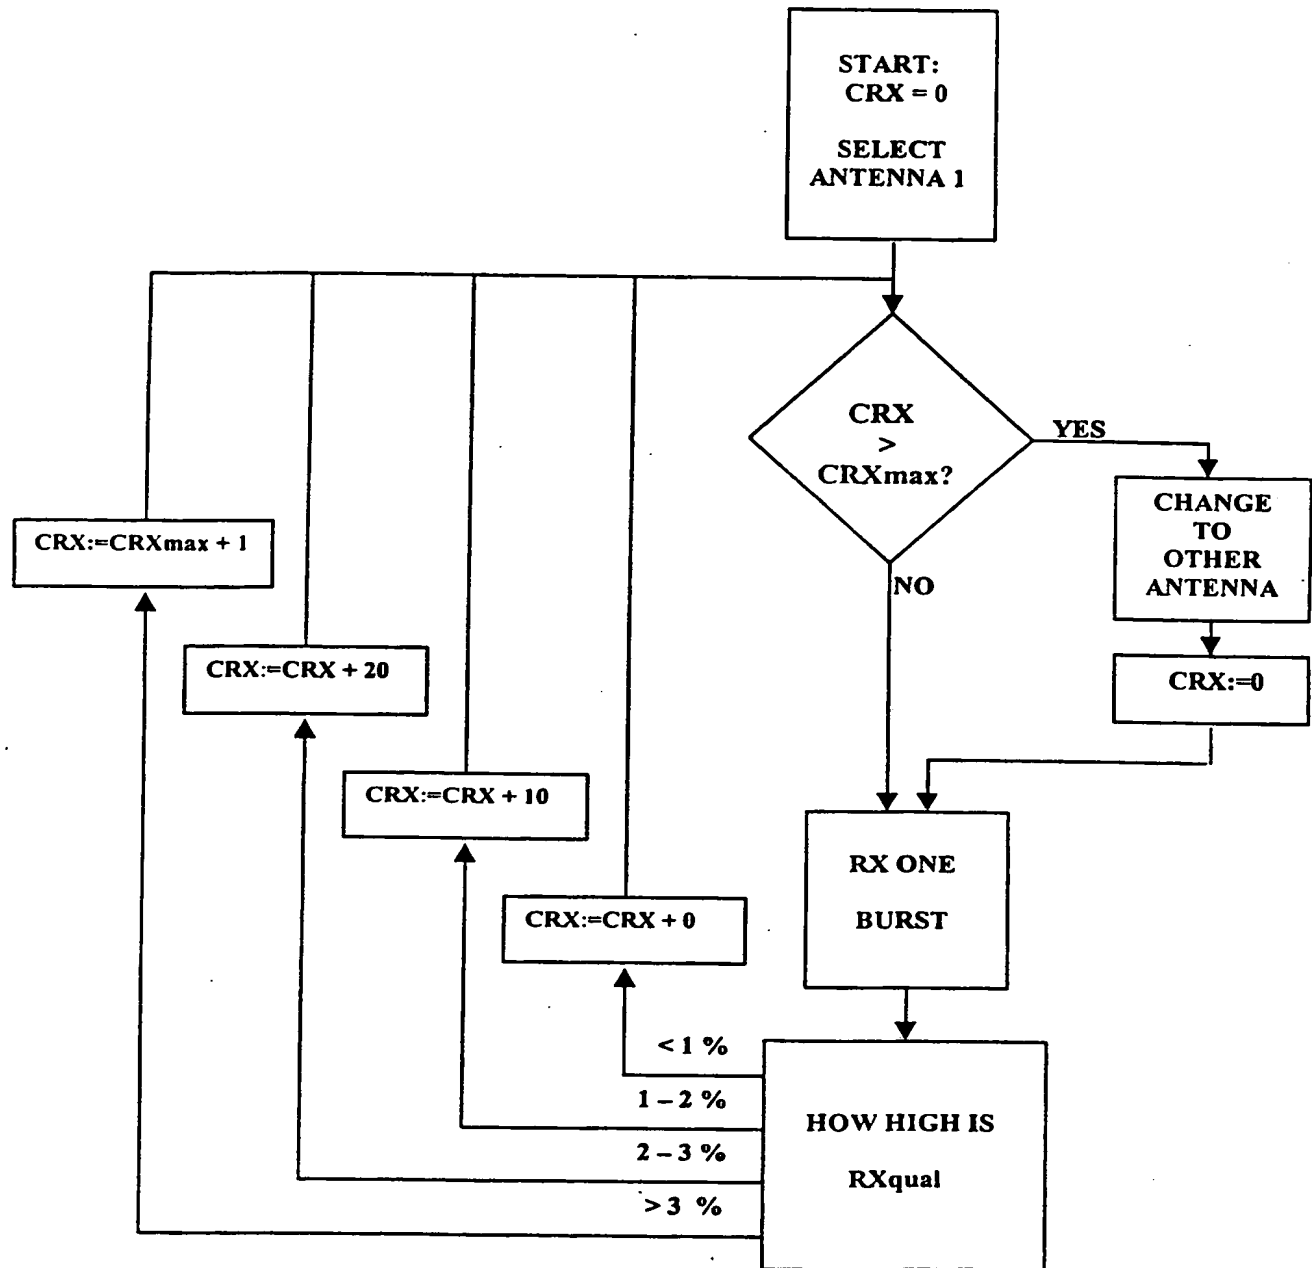 START:
CRX = 0
SELECT
ANTENNA 1
CRX
>
CRXmax?
YES
NO
CHANGE
TO
OTHER
ANTENNA
CRX:=0
CRX:=CRXmax + 1
CRX:=CRX + 20
CRX:=CRX + 10
CRX:=CRX + 0
RX ONE
BURST
< 1 %
1 – 2 %
2 – 3 %
> 3 %
HOW HIGH IS
RXqual